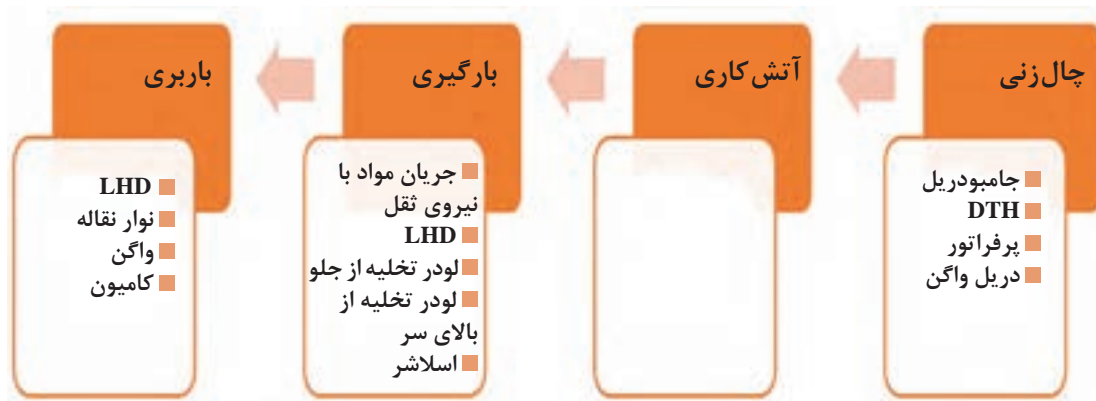 چال‌زنی
جامبودریل
DTH
پرفراتور
دریل واگن
آتش‌کاری
بارگیری
جریان مواد با
نیروی ثقل
LHD
لودر تخلیه از جلو
لودر تخلیه از
بالای سر
اسلاشر
باربری
LHD
نوار نقاله
واگن
کامیون